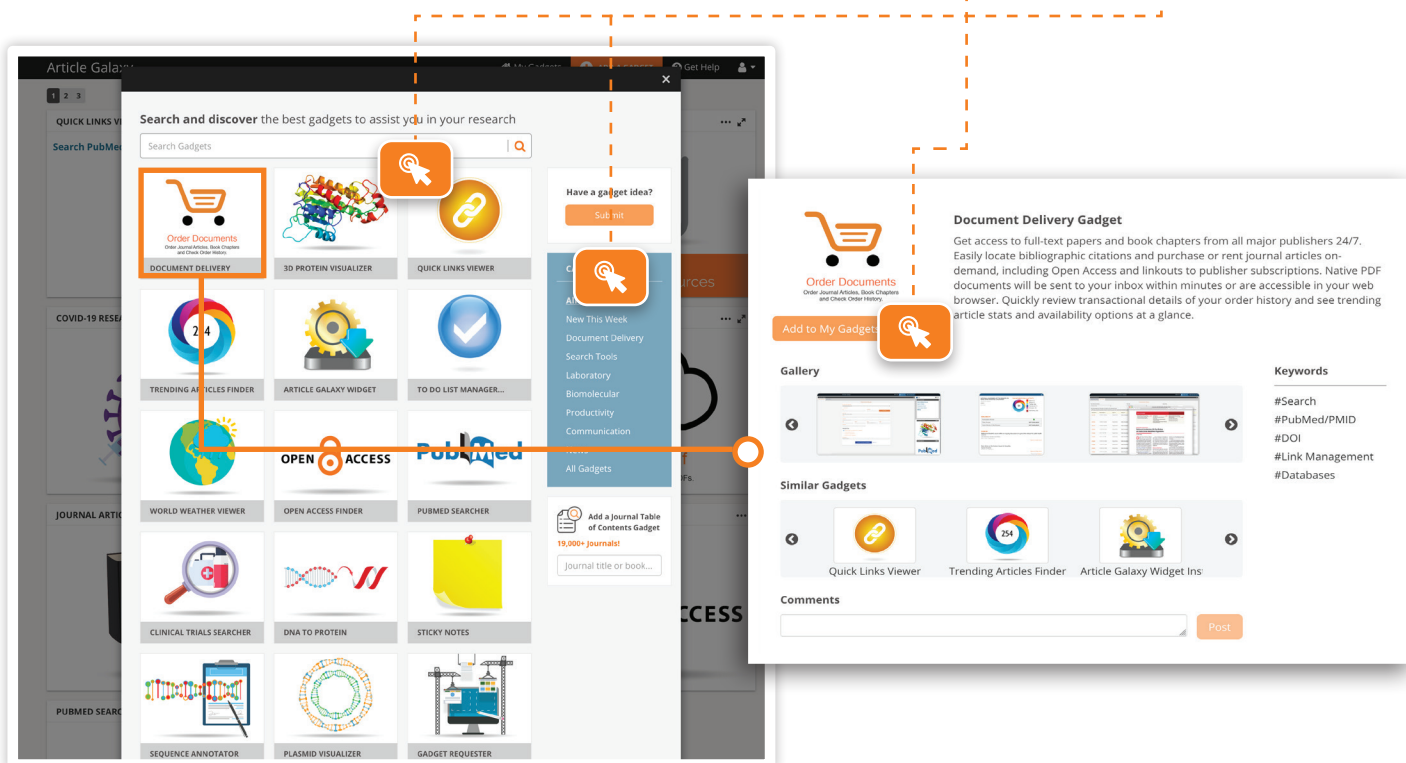 Article Galaxy
My Gadgets
Get Help
1 2 3
QUICK LINKS
Search PubMed
COVID-19
JOURNAL
PUBMED
Search and discover the best gadgets to assist you in your research
Search Gadgets
Order Documents
Order Journal Articles, Book Chapters
and Check Order History
DOCUMENT DELIVERY
3D PROTEIN VISUALIZER
QUICK LINKS VIEWER
254
TRENDING ARTICLES FINDER
ARTICLE GALAXY WIDGET
TO DO LIST MANAGER...
OPEN ACCESS
PubMed
WORLD WEATHER VIEWER
OPEN ACCESS FINDER
PUBMED SEARCHER
CLINICAL TRIALS SEARCHER
DNA TO PROTEIN
STICKY NOTES
SEQUENCE ANNOTATOR
PLASMID VISUALIZER
GADGET REQUESTER
Have a gadget idea?
Submit
New This Week
Document Delivery
Search Tools
Laboratory
Biomolecular
Productivity
Communication
News
All Gadgets
Add a Journal Table
of Contents Gadget
19,000+ Journals!
Journal title or book...
Order Documents
Order Journal Articles, Book Chapters
and Check Order History
Add to My Gadgets
Document Delivery Gadget
Get access to full-text papers and book chapters from all major publishers 24/7.
Easily locate bibliographic citations and purchase or rent journal articles on-
demand, including Open Access and linkouts to publisher subscriptions. Native PDF
documents will be sent to your inbox within minutes or are accessible in your web
browser. Quickly review transactional details of your order history and see trending
article stats and availability options at a glance.
Gallery
PubMed
Keywords
#Search
#PubMed/PMID
#DOI
#Link Management
#Databases
Similar Gadgets
254
Quick Links Viewer
Trending Articles Finder
Article Galaxy Widget Ins
Comments
Post